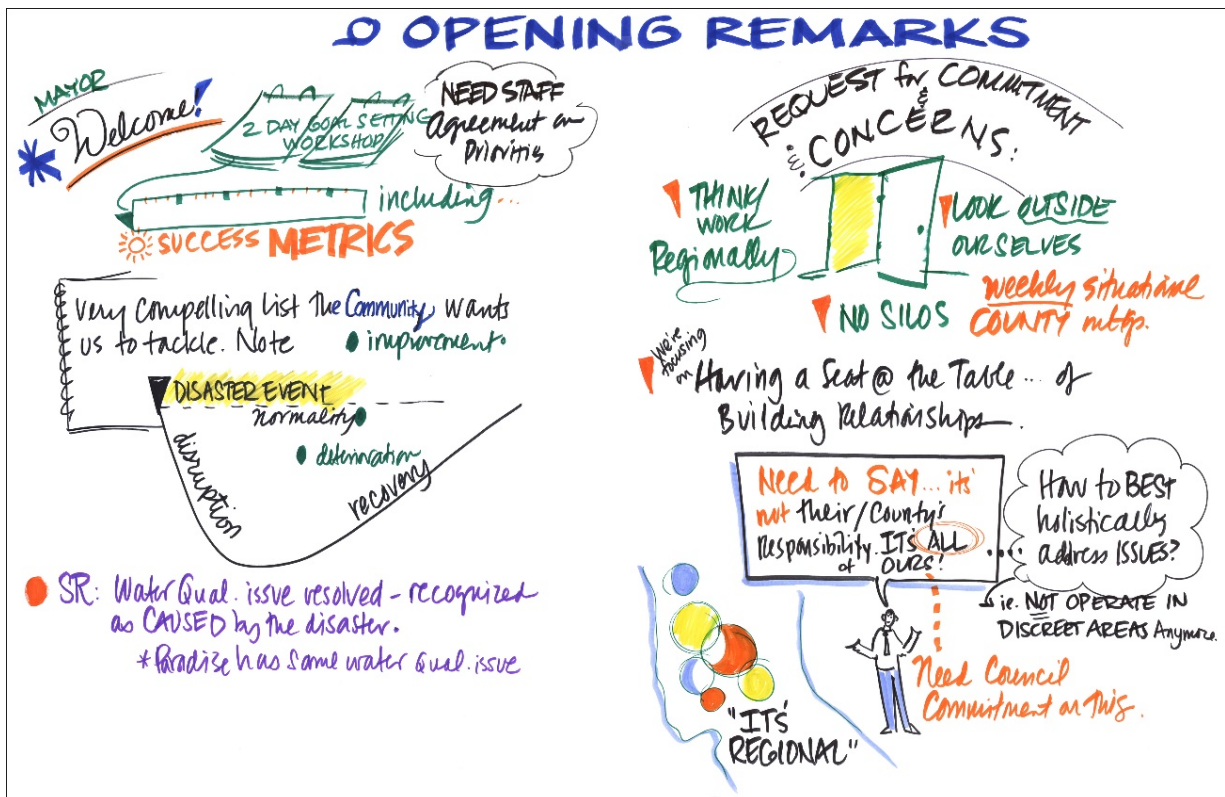 OPENING REMARKS
MAYOR
Welcome!
2 DAY GOAL SETTING
WORKSHOP
NEED STAFF
Agreement on
Priorities
including...
SUCCESS METRICS
Very compelling list the Community wants
us to tackle. Note
improvement.
DISASTER EVENT
normality
deterioration
disruption
recovery
SR: Water Qual. issue resolved - recognized
as CAUSED by the disaster.
*Paradise has same water Qual. issue
REQUEST for COMMITMENT
&
CONCERNS:
THINK/
WORK
Regionally
LOOK OUTSIDE
OURSELVES
NO SILOS
weekly situational
COUNTY mtgs.
We're
focusing
on
Having a Seat @ the Table ... of
Building Relationships.
Need to SAY... its'
not their/County's
Responsibility. IT'S ALL
of OURS!
How to BEST
holistically
address ISSUES?
ie. NOT OPERATE IN
DISCREET AREAS Anymore.
Need Council
Commitment on This.
"ITS'
REGIONAL"